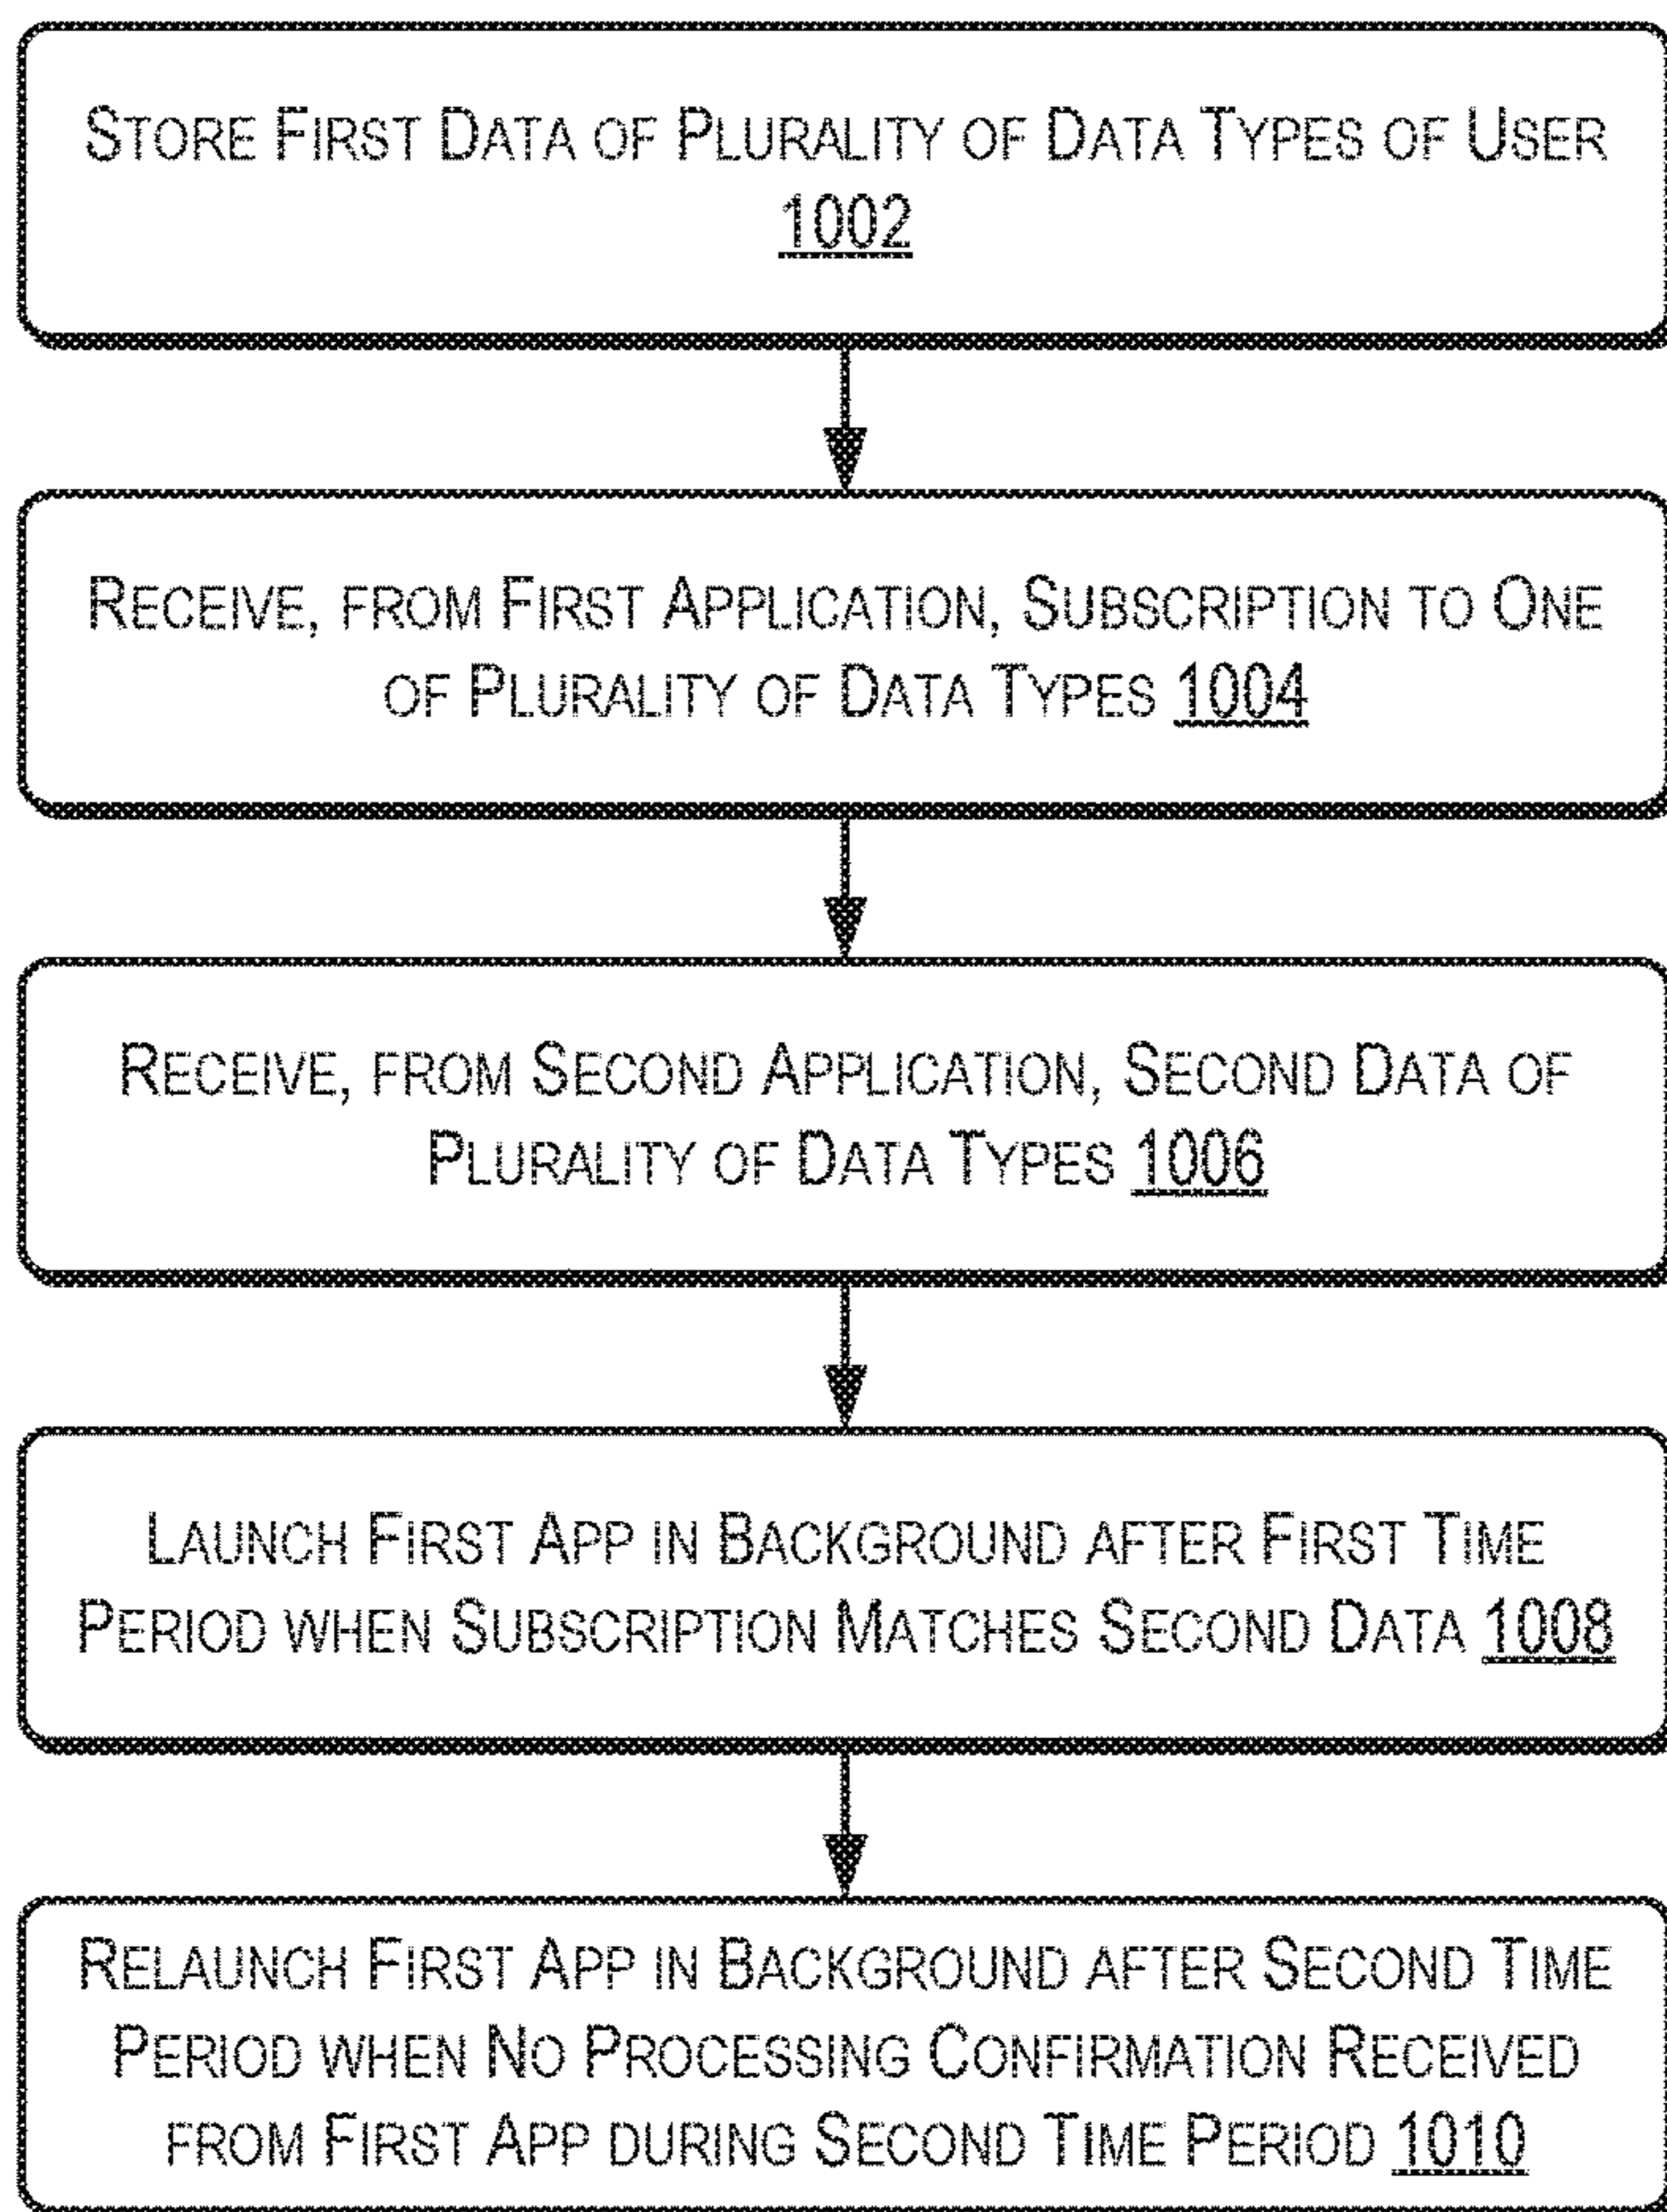 STORE FIRST DATA OF PLURALITY OF DATA TYPES OF USER
1002
RECEIVE, FROM FIRST APPLICATION, SUBSCRIPTION TO ONE
OF PLURALITY OF DATA TYPES 1004
RECEIVE, FROM SECOND APPLICATION, SECOND DATA OF
PLURALITY OF DATA TYPES 1006
LAUNCH FIRST APP IN BACKGROUND AFTER FIRST TIME
PERIOD WHEN SUBSCRIPTION MATCHES SECOND DATA 1008
RELAUNCH FIRST APP IN BACKGROUND AFTER SECOND TIME
PERIOD WHEN NO PROCESSING CONFIRMATION RECEIVED
FROM FIRST APP DURING SECOND TIME PERIOD 1010